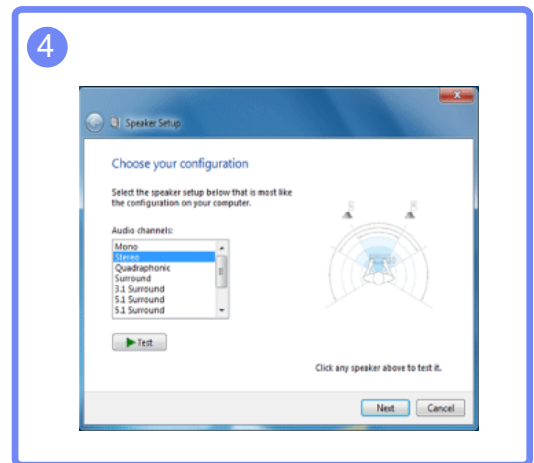 4
Speaker Setup
Choose your configuration
Select the speaker setup below that is most like
the configuration on your computer.
Audio channels:
Mono
Stereo
Quadraphonic
Surround
3.1 Surround
5.1 Surround
5.1 Surround
Test
Click any speaker above to test it.
Next
Cancel